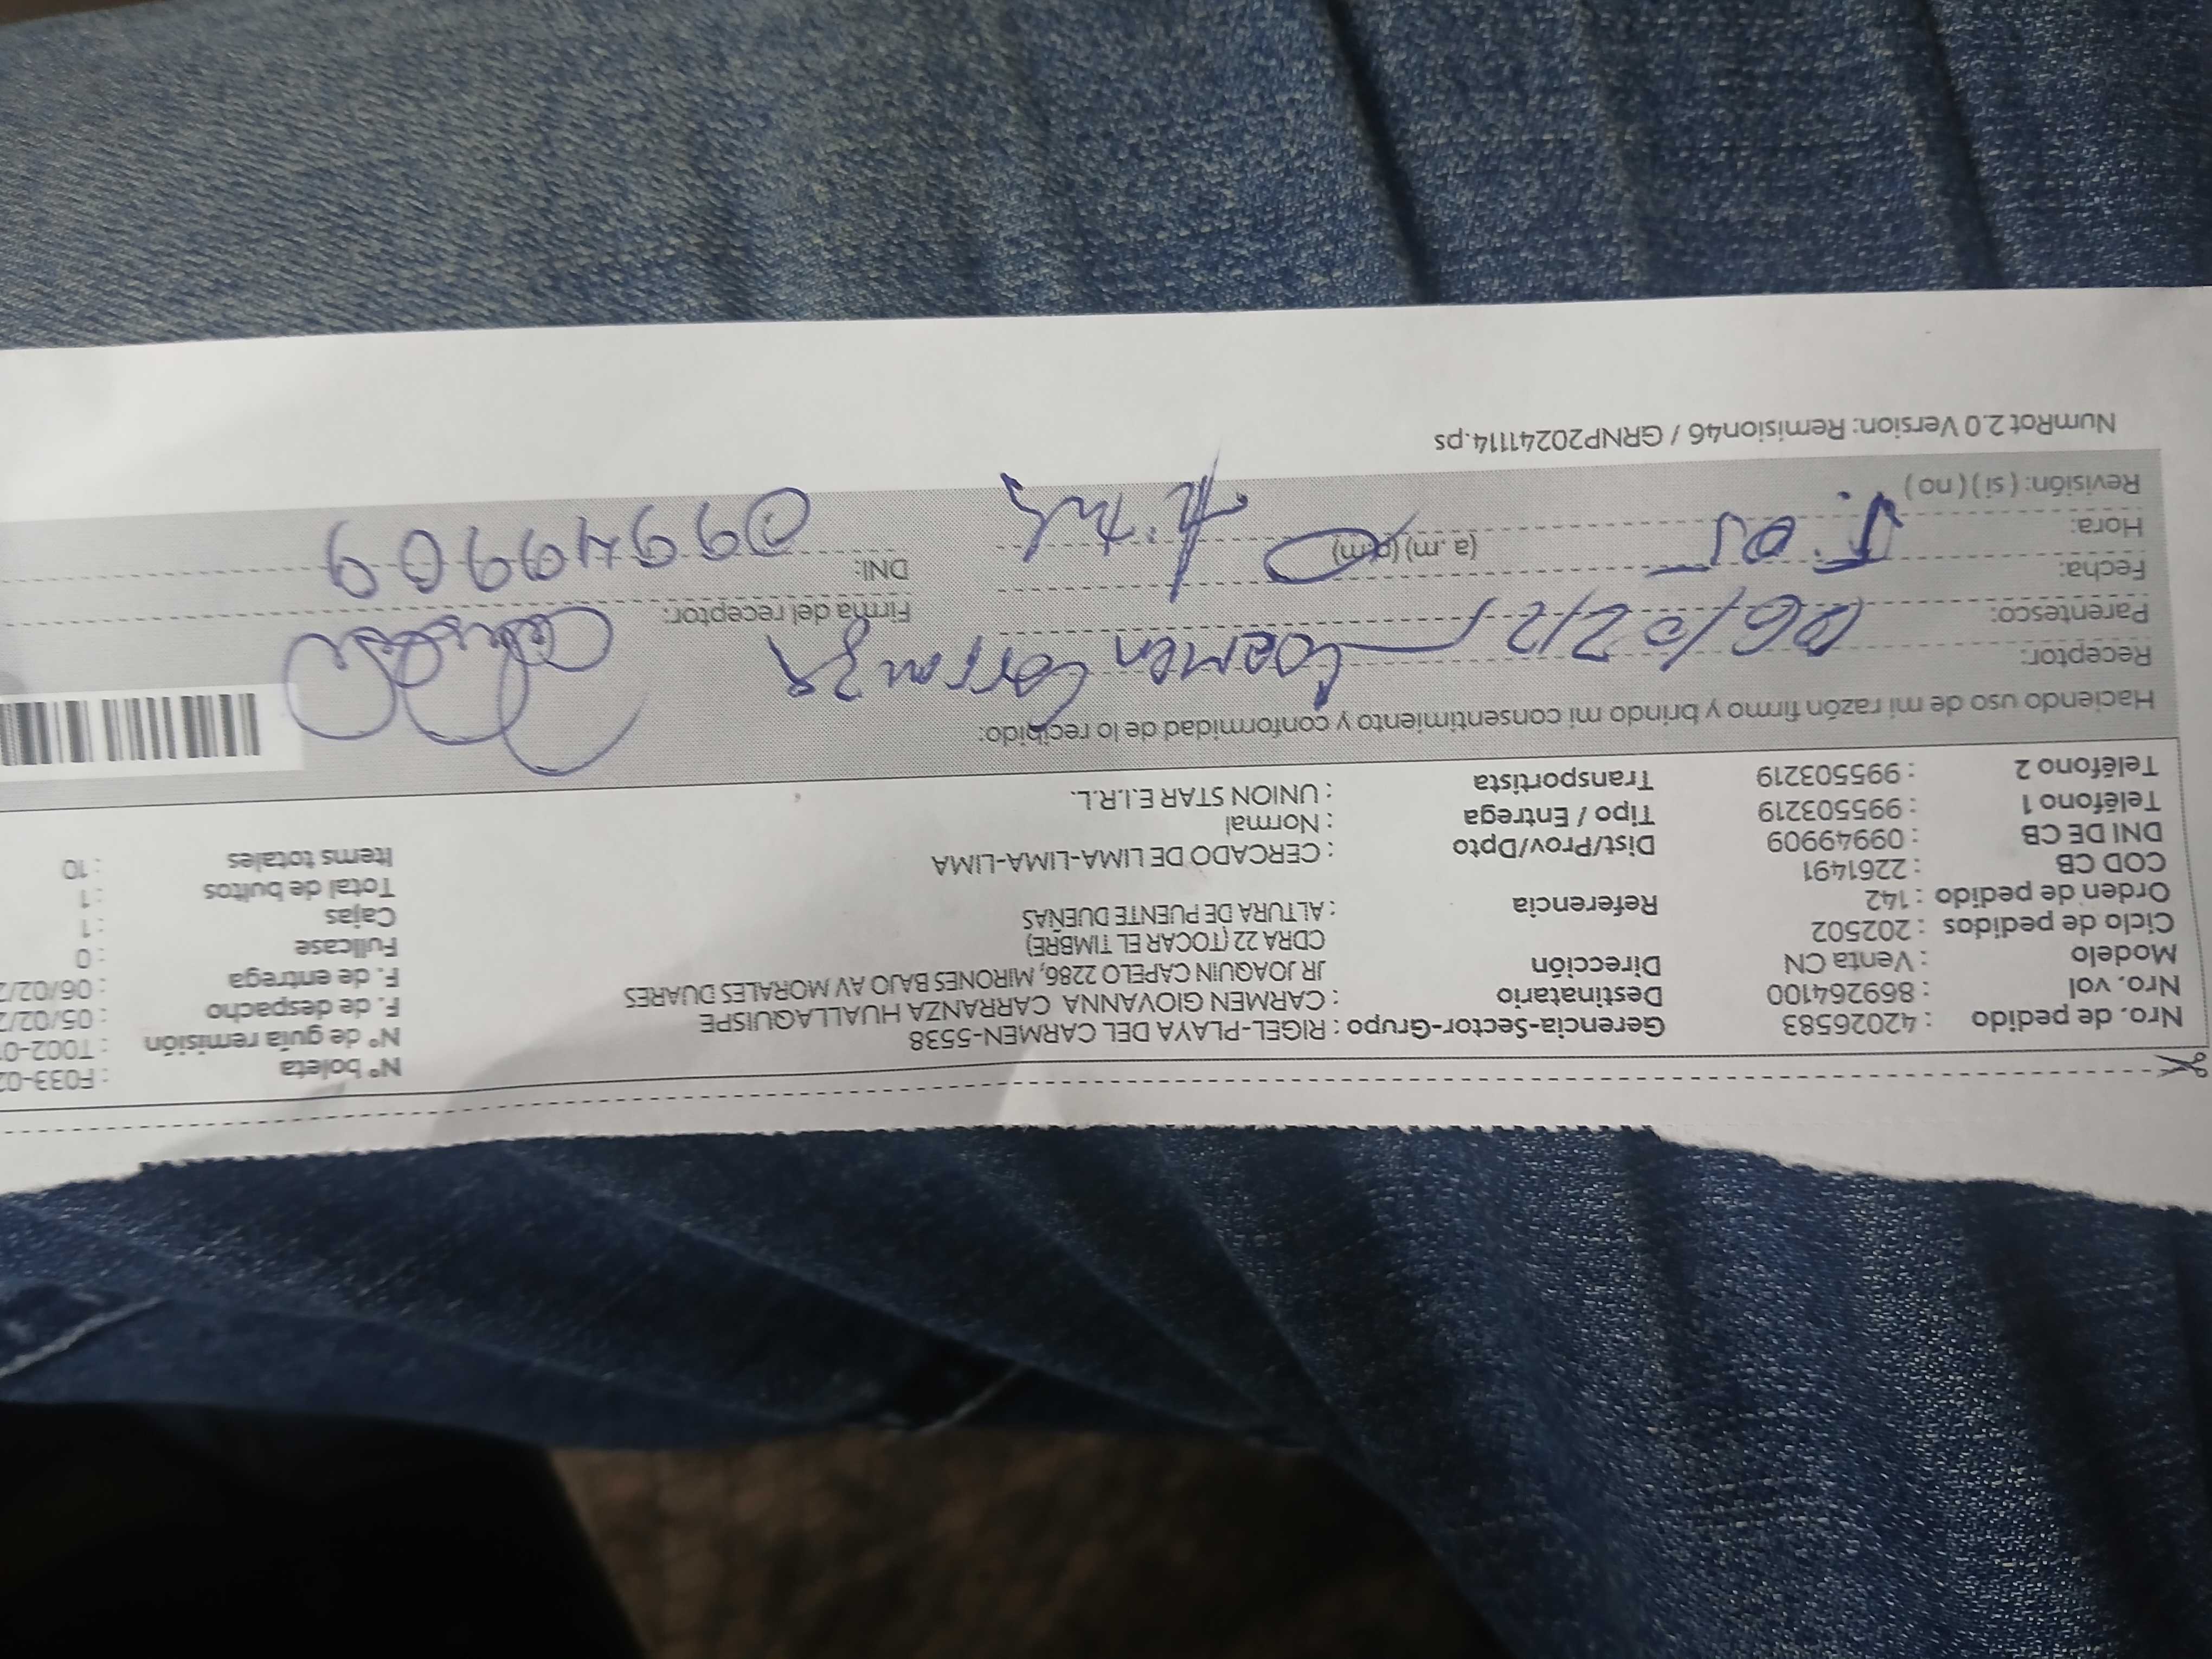 Nro. de pedido : 42026583 Gerencia-Sector-Grupo : RIGEL-PLAYA DEL CARMEN-5538 N° boleta : F033-02
Nro. vol : 869264100 Destinatario : CARMEN GIOVANNA CARRANZA HUALLAQUISPE N° de guía remisión : T002-0
Modelo : Venta CN Dirección JR JOAQUIN CAPELO 2286, MIRONES BAJO AV MORALES DUARES F. de despacho : 05/02/2
Ciclo de pedidos : 202502 CDRA 22 (TOCAR EL TIMBRE) F. de entrega : 06/02/2
Orden de pedido : 142 Referencia : ALTURA DE PUENTE DUEÑAS Fullcase : 0
COD CB : 2261491 Cajas : 1
DNI DE CB : 09949909 Dist/Prov/Dpto : CERCADO DE LIMA-LIMA-LIMA Total de bultos : 1
Teléfono 1 : 995503219 Tipo / Entrega : Normal Items totales : 10
Teléfono 2 : 995503219 Transportista : UNION STAR E.I.R.L.
Haciendo uso de mi razón firmo y brindo mi consentimiento y conformidad de lo recibido:
Receptor: Carmen Carranza
Parentesco: Firma del receptor:
Fecha: 06/02/2
Hora: (a.m) (p.m) DNI: 09949909
Revisión: ( si ) ( no )
NumRot 2.0 Version: Remision46 / GRNP20241114.ps